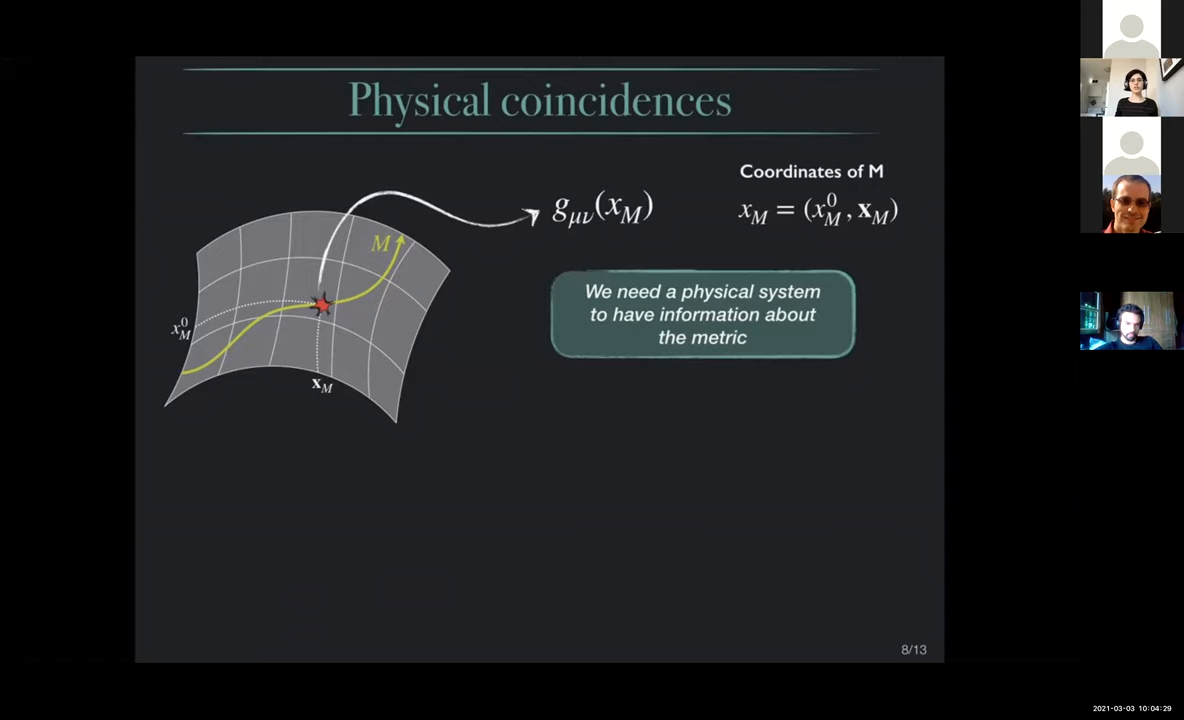 Physical coincidences
Coordinates of M
g_{μν}(x_M)
x_M = (x_M^0, 𝐱_M)
M
We need a physical system
to have information about
the metric
x_M^0
𝐱_M
8/13
2021-03-03 10:04:29